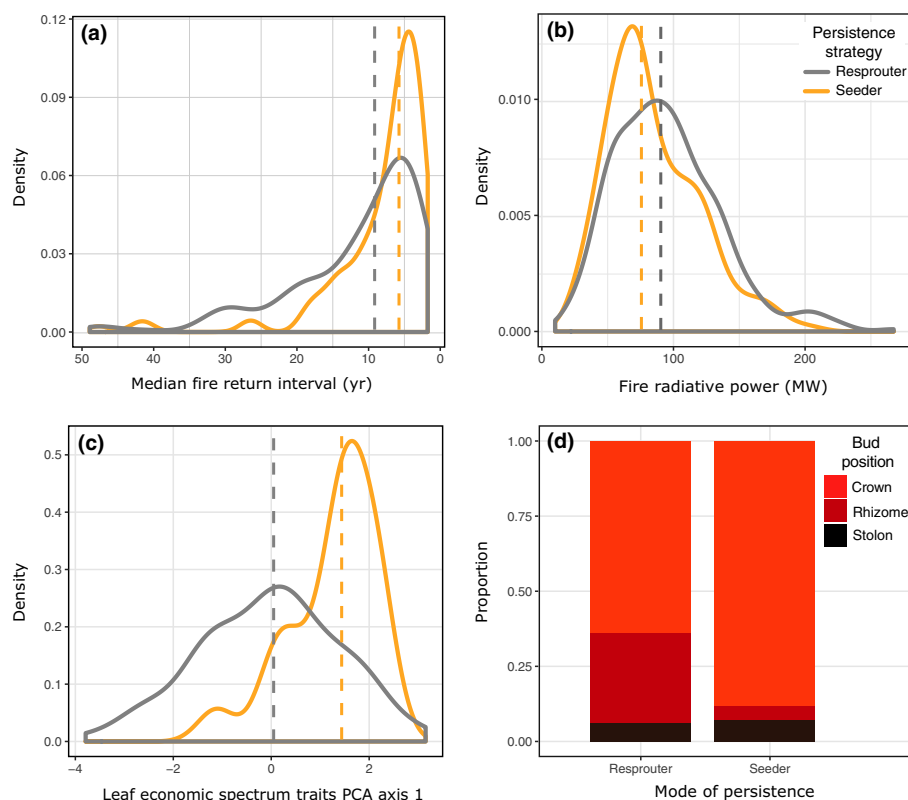 (a)
0.12
0.09
0.06
0.03
0.00
Density
50
40
30
20
10
0
Median fire return interval (yr)
(b)
Persistence
strategy
Resprouter
Seeder
0.010
0.005
0.000
Density
0
100
200
Fire radiative power (MW)
(c)
0.5
0.4
0.3
0.2
0.1
0.0
Density
−4
−2
0
2
Leaf economic spectrum traits PCA axis 1
(d)
Bud
position
Crown
Rhizome
Stolon
1.00
0.75
0.50
0.25
0.00
Proportion
Resprouter
Seeder
Mode of persistence